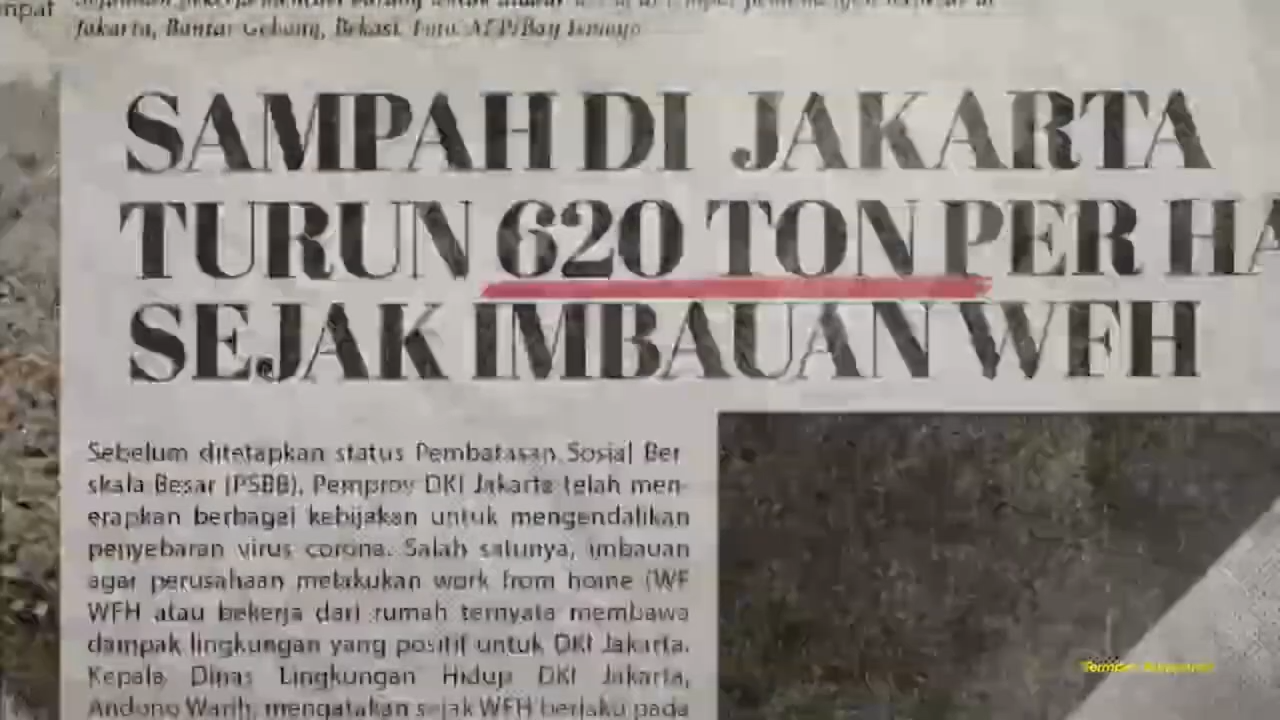 mpat
Jakarta, Bantar Gebang, Bekasi. Foto: AFP/Bay Ismoyo
SAMPAH DI JAKARTA
TURUN 620 TON PER HA
SEJAK IMBAUAN WFH
Sebelum ditetapkan status Pembatasan Sosial Ber
skala Besar (PSBB), Pemprov DKI Jakarta telah men-
erapkan berbagai kebijakan untuk mengendalikan
penyebaran virus corona. Salah satunya, imbauan
agar perusahaan melakukan work from home (WF
WFH atau bekerja dari rumah ternyata membawa
dampak lingkungan yang positif untuk DKI Jakarta.
Kepala Dinas Lingkungan Hidup DKI Jakarta,
Andono Warih, mengatakan sejak WFH berlaku pada